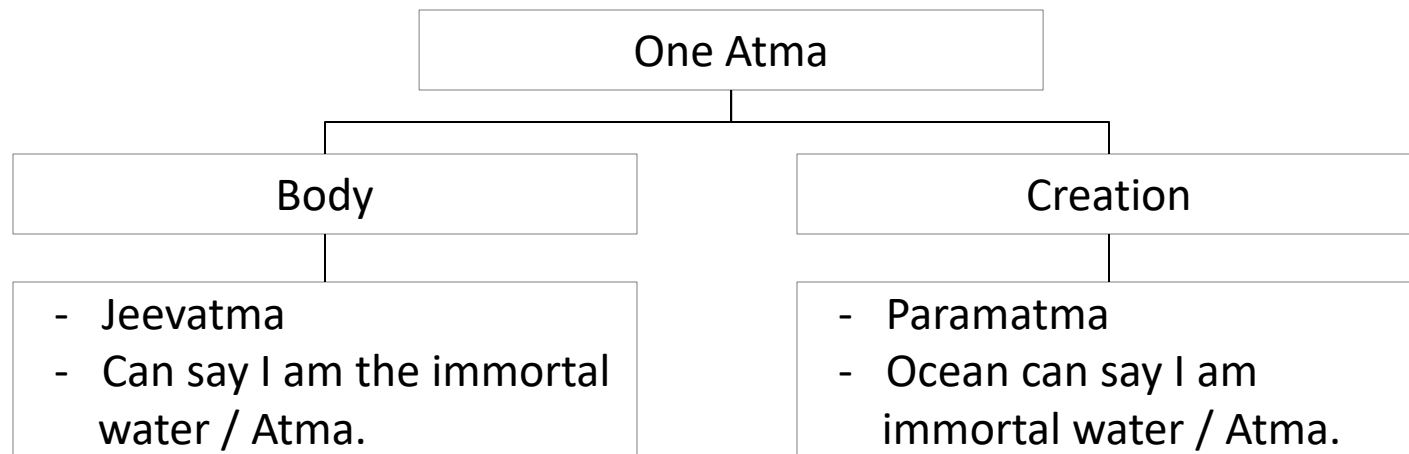 One Atma
Body
Creation
- Jeevatma
- Can say I am the immortal
water / Atma.
- Paramatma
- Ocean can say I am
immortal water / Atma.